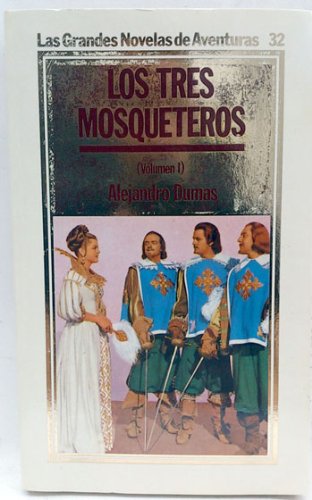 Las Grandes Novelas de Aventuras 32
LOS TRES
MOSQUETEROS
(Volumen I)
Alejandro Dumas